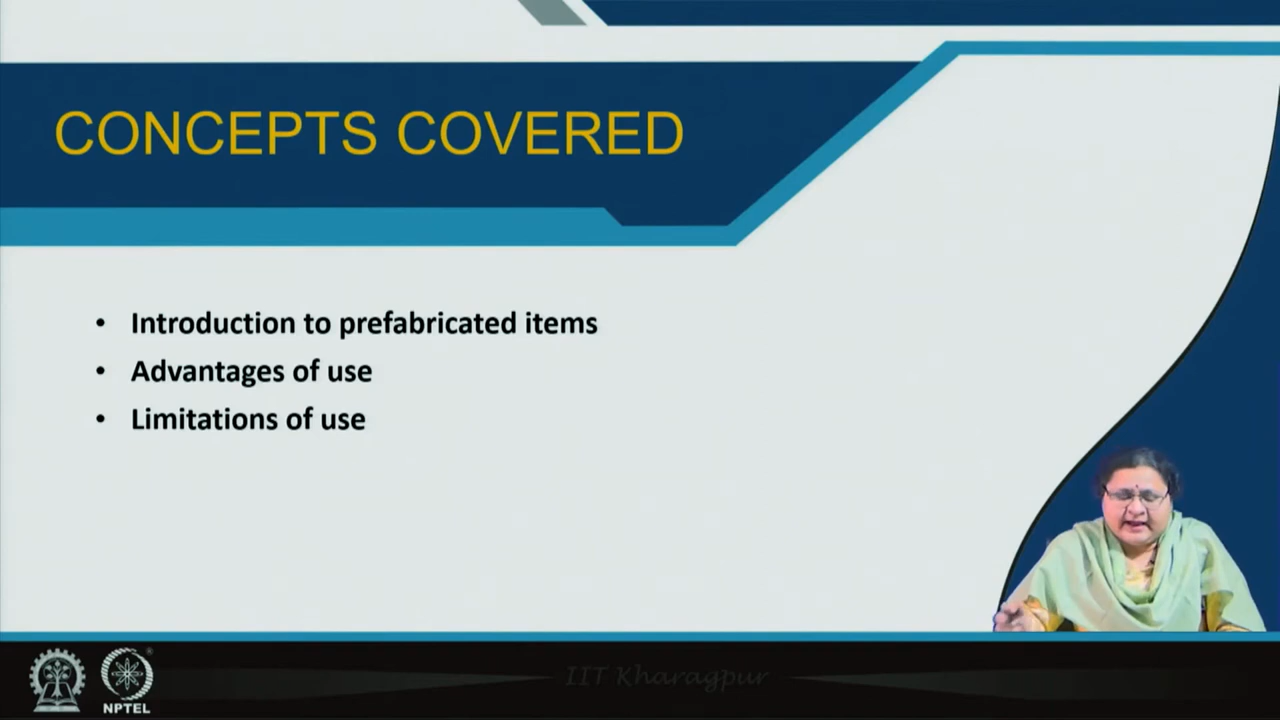 CONCEPTS COVERED
• Introduction to prefabricated items
• Advantages of use
• Limitations of use
IIT Kharagpur
NPTEL